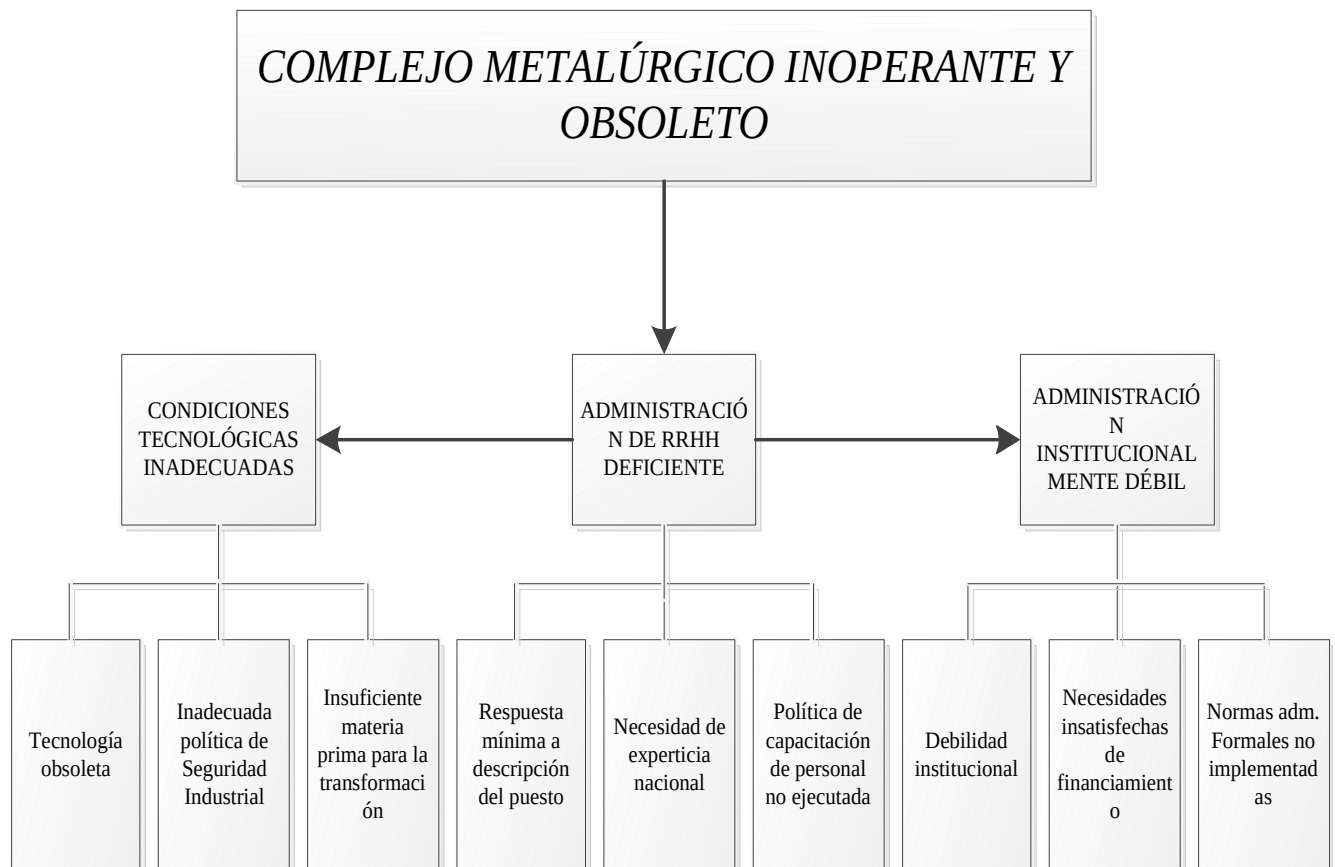 COMPLEJO METALÚRGICO INOPERANTE Y
OBSOLETO
CONDICIONES
TECNOLÓGICAS
INADECUADAS
ADMINISTRACIÓ
N DE RRHH
DEFICIENTE
ADMINISTRACIÓ
N
INSTITUCIONAL
MENTE DÉBIL
Tecnología
obsoleta
Inadecuada
política de
Seguridad
Industrial
Insuficiente
materia
prima para la
transformaci
ón
Respuesta
mínima a
descripción
del puesto
Necesidad de
experticia
nacional
Política de
capacitación
de personal
no ejecutada
Debilidad
institucional
Necesidades
insatisfechas
de
financiamient
o
Normas adm.
Formales no
implementad
as